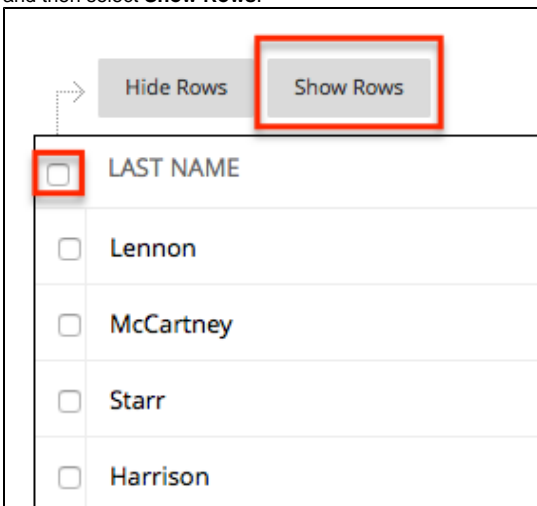 and then select Show Rows.
Hide Rows Show Rows
LAST NAME
Lennon
McCartney
Starr
Harrison